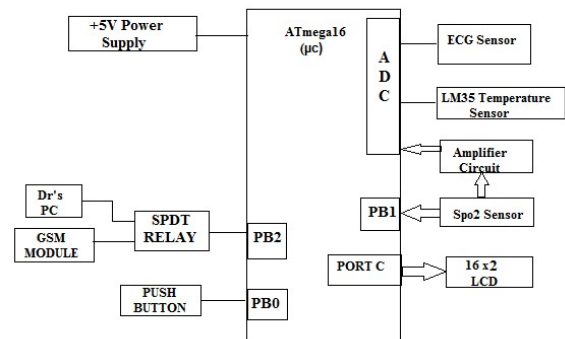 +5V Power
Supply
ATmega16
(µc)
A
D
C
ECG Sensor
LM35 Temperature
Sensor
Amplifier
Circuit
Dr's
PC
GSM
MODULE
SPDT
RELAY
PB2
PB1
Spo2 Sensor
PORT C
16 x2
LCD
PUSH
BUTTON
PB0